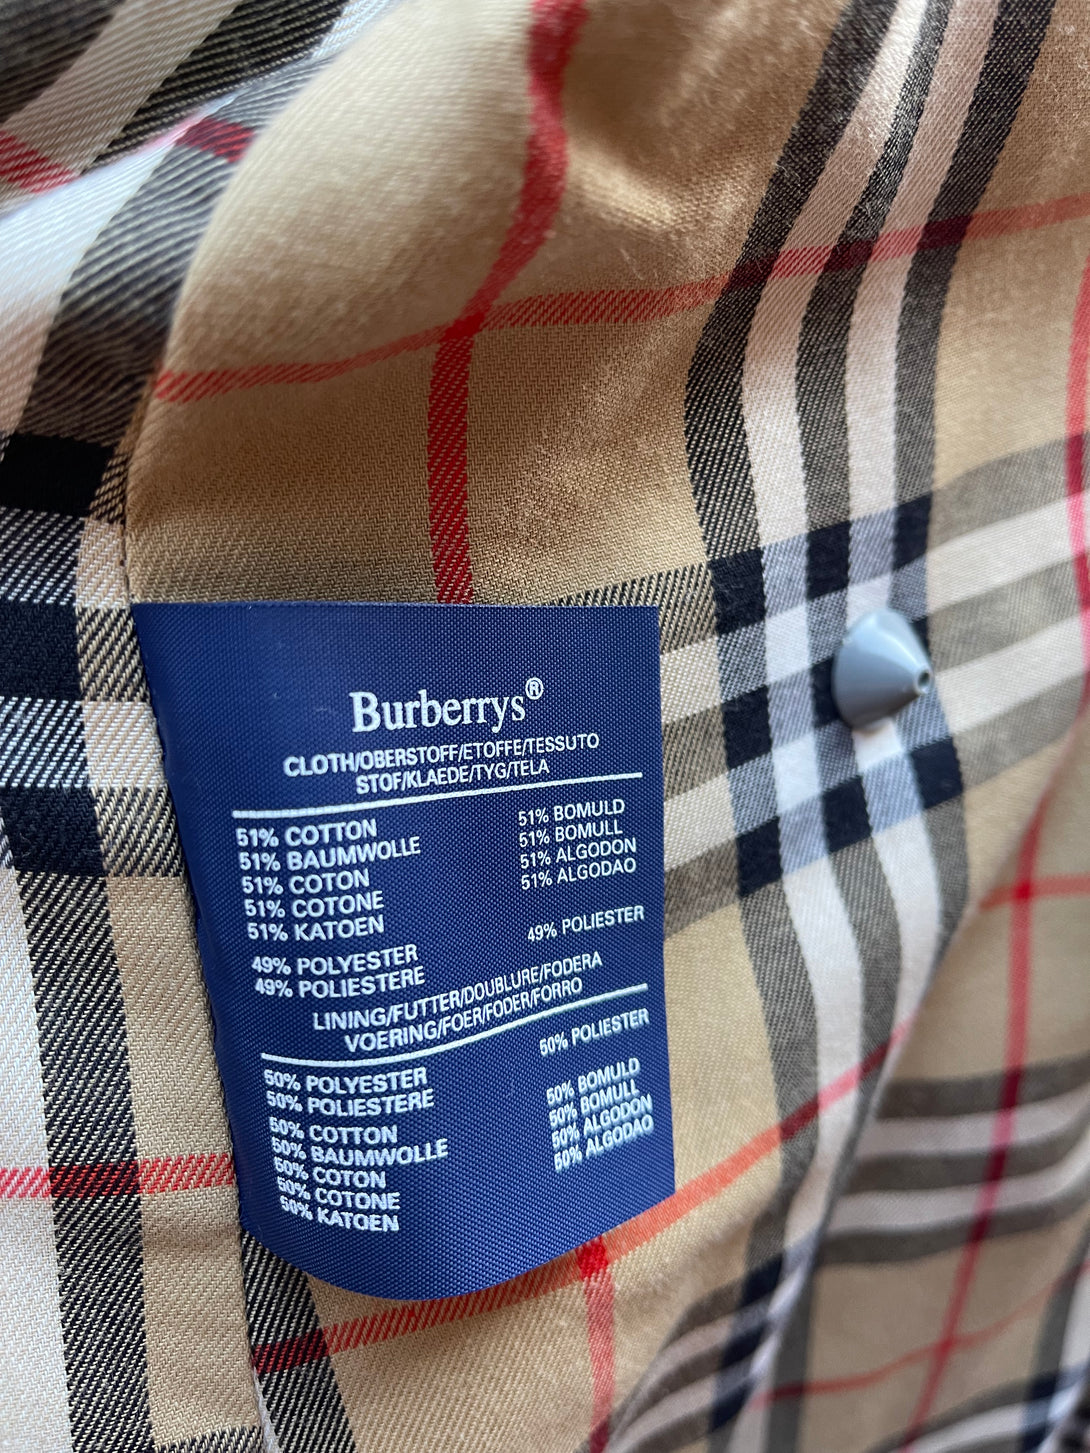 Burberrys®
CLOTH/OBERSTOFF/ETOFFE/TESSUTO
STOF/KLAEDE/TYG/TELA
51% COTTON
51% BAUMWOLLE
51% COTON
51% COTONE
51% KATOEN
51% BOMULD
51% BOMULL
51% ALGODON
51% ALGODAO
49% POLYESTER
49% POLIESTERE
49% POLIESTER
LINING/FUTTER/DOUBLURE/FODERA
VOERING/FOER/FODER/FORRO
50% POLYESTER
50% POLIESTERE
50% POLIESTER
50% COTTON
50% BAUMWOLLE
50% COTON
50% COTONE
50% KATOEN
50% BOMULD
50% BOMULL
50% ALGODON
50% ALGODAO